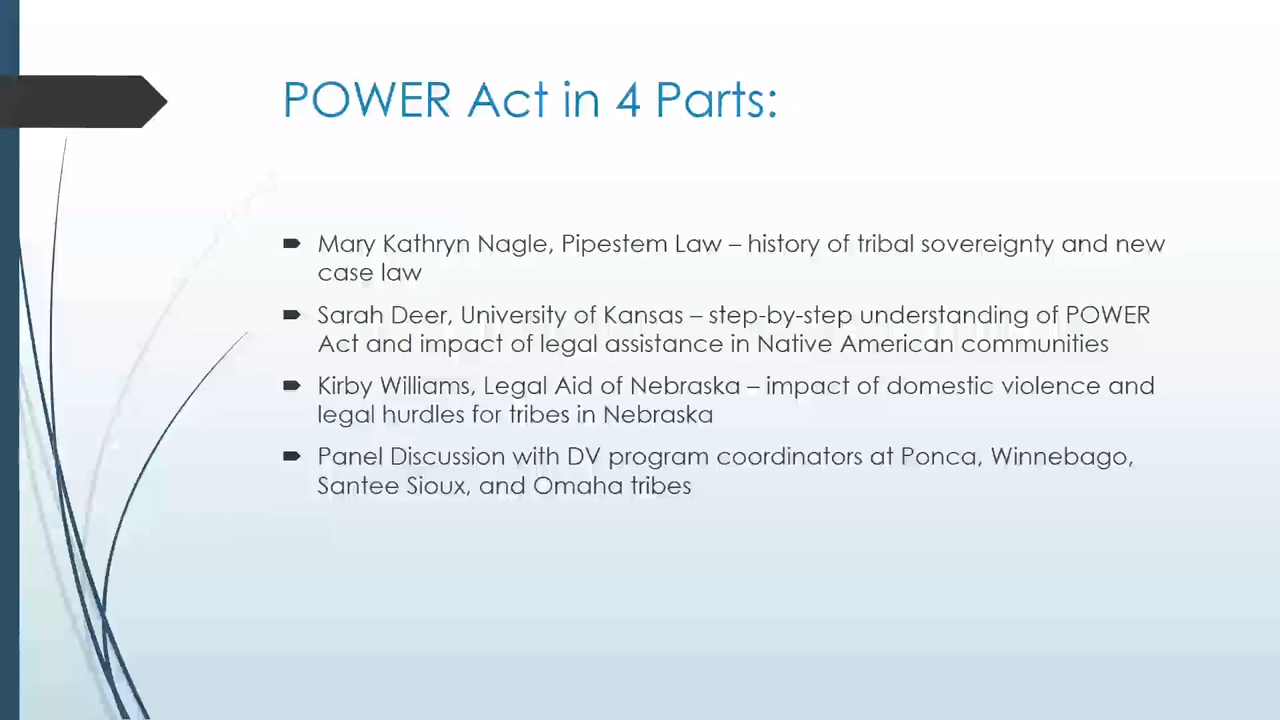 POWER Act in 4 Parts:
Mary Kathryn Nagle, Pipestem Law – history of tribal sovereignty and new
case law
Sarah Deer, University of Kansas – step-by-step understanding of POWER
Act and impact of legal assistance in Native American communities
Kirby Williams, Legal Aid of Nebraska – impact of domestic violence and
legal hurdles for tribes in Nebraska
Panel Discussion with DV program coordinators at Ponca, Winnebago,
Santee Sioux, and Omaha tribes